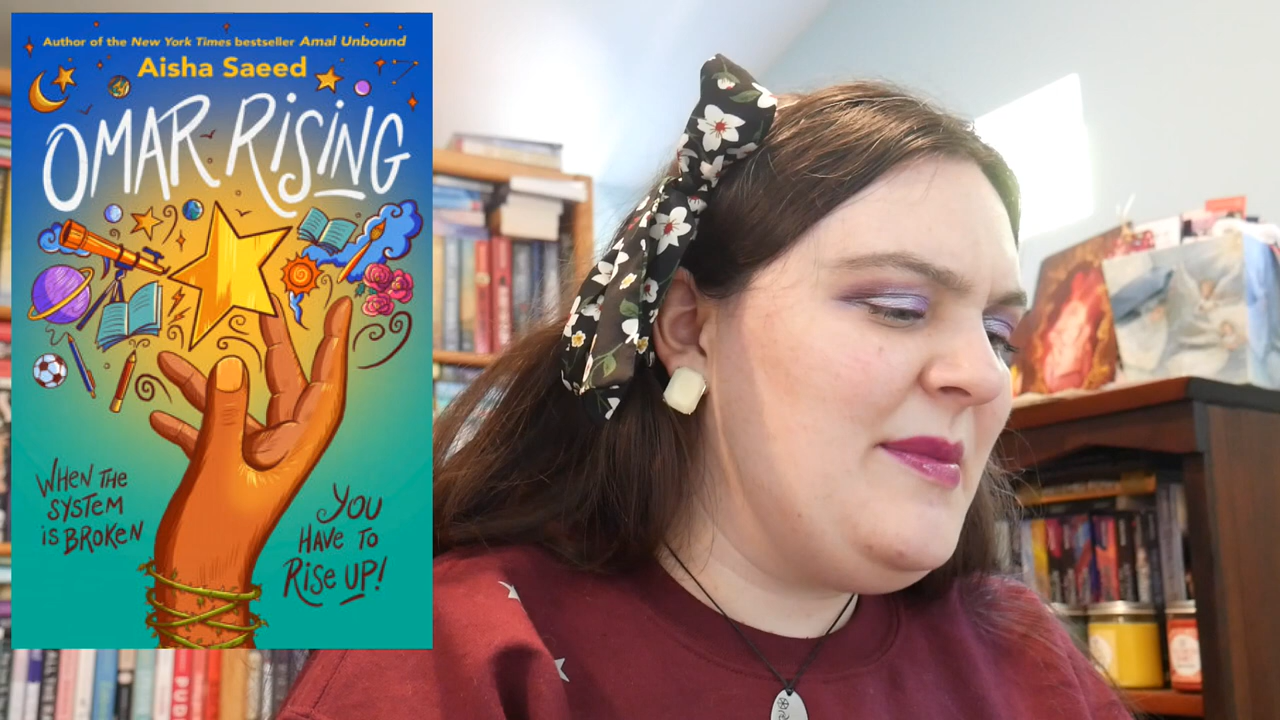 Author of the New York Times bestseller Amal Unbound
Aisha Saeed
OMAR RISING
WHEN THE
SYSTEM
IS BROKEN
YOU
HAVE TO
RISE UP!